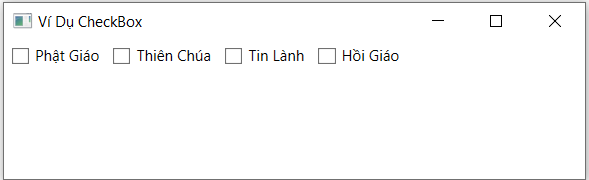 Ví Dụ CheckBox
Phật Giáo Thiên Chúa Tin Lành Hồi Giáo